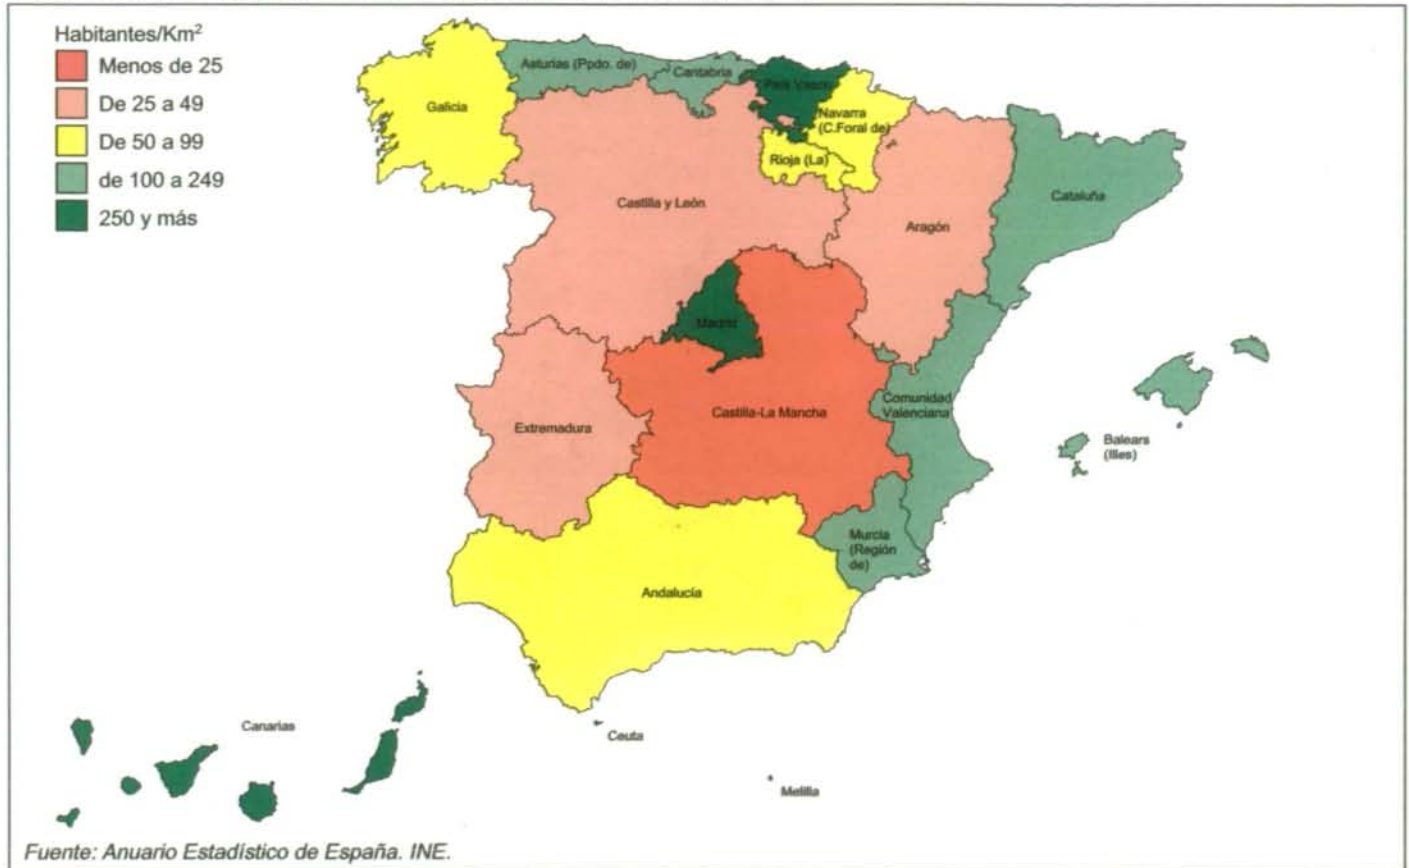 Habitantes/Km²
Menos de 25
De 25 a 49
De 50 a 99
de 100 a 249
250 y más
Asturias (Ppdo. de)
Cantabria
País Vasco
Galicia
Navarra
(C.Foral de)
Rioja (La)
Castilla y León
Aragón
Cataluña
Madrid
Castilla-La Mancha
Comunidad
Valenciana
Extremadura
Balears
(Illes)
Murcia
(Región
de)
Andalucía
Canarias
Ceuta
Melilla
Fuente: Anuario Estadístico de España. INE.